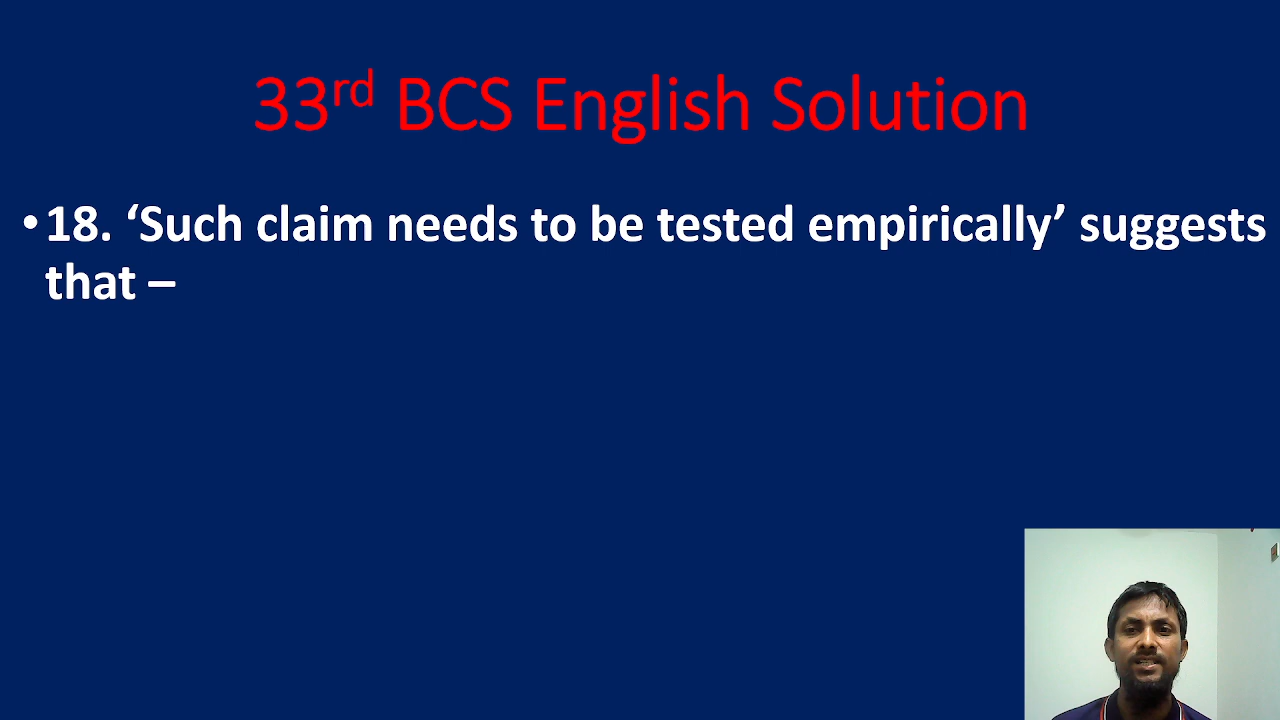 33rd BCS English Solution
• 18. ‘Such claim needs to be tested empirically’ suggests
that –